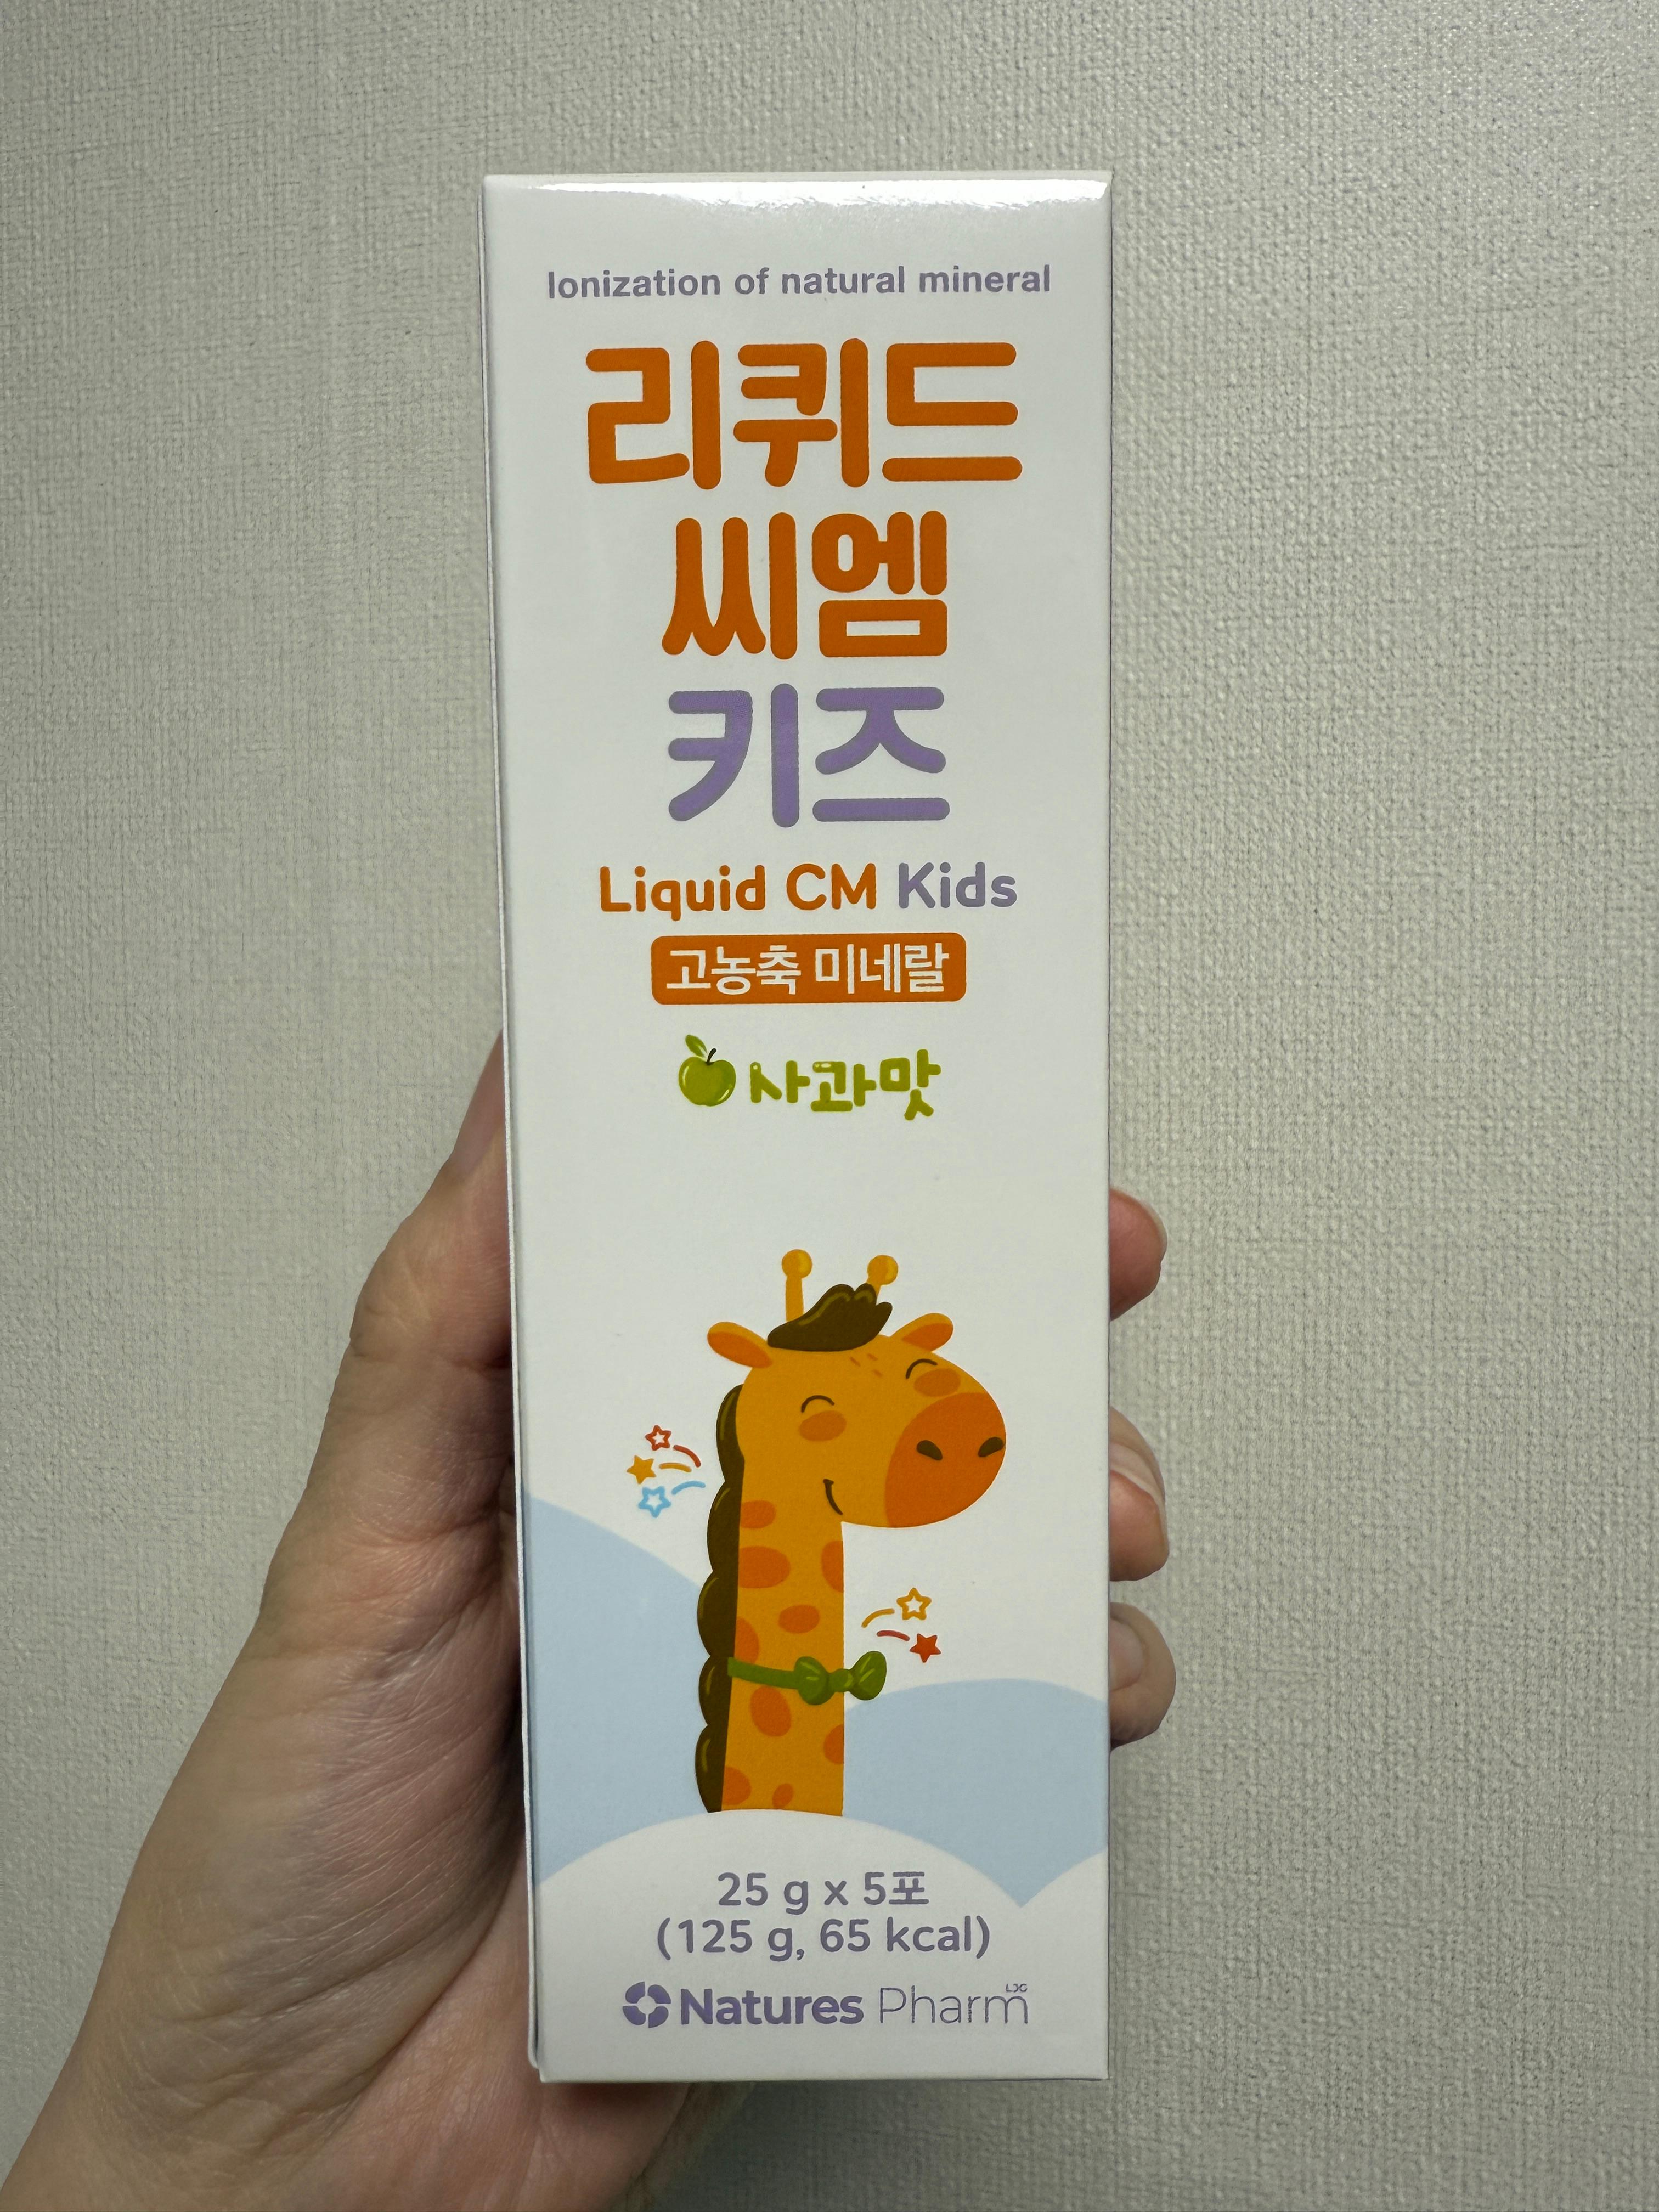 Ionization of natural mineral
리퀴드
씨엠
키즈
Liquid CM Kids
고농축 미네랄
사과맛
25 g x 5포
(125 g, 65 kcal)
Natures Pharm